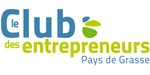 le Club
des entrepreneurs
Pays de Grasse